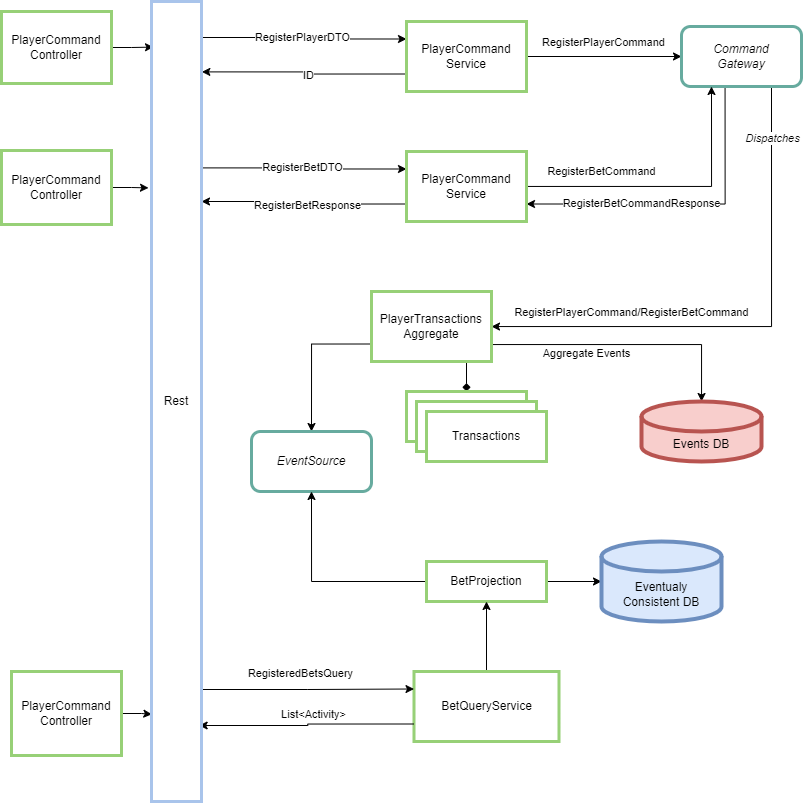 PlayerCommand
Controller
RegisterPlayerDTO
ID
PlayerCommand
Service
RegisterPlayerCommand
Command
Gateway
Dispatches
PlayerCommand
Controller
RegisterBetDTO
RegisterBetResponse
PlayerCommand
Service
RegisterBetCommand
RegisterBetCommandResponse
PlayerTransactions
Aggregate
RegisterPlayerCommand/RegisterBetCommand
Aggregate Events
Rest
Transactions
Events DB
EventSource
BetProjection
Eventualy
Consistent DB
PlayerCommand
Controller
RegisteredBetsQuery
List<Activity>
BetQueryService